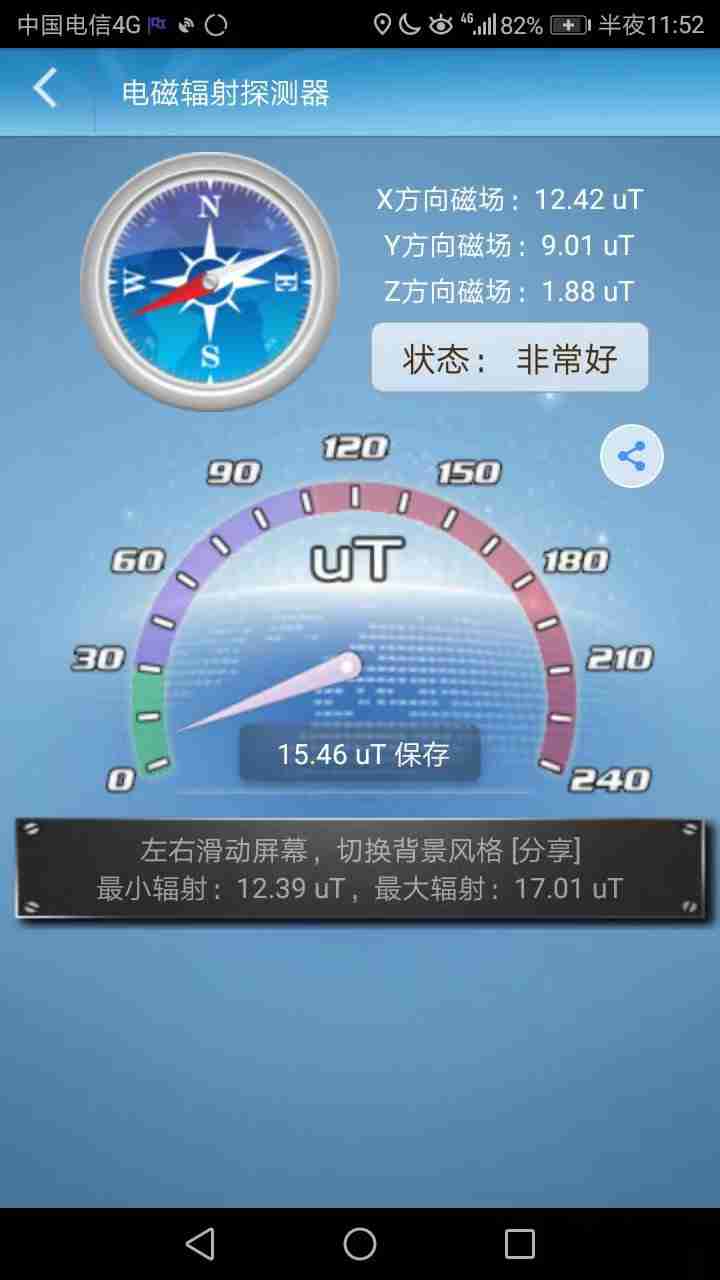 中国电信4G 4G 82% 半夜11:52
电磁辐射探测器
N
W
E
S
X方向磁场：12.42 uT
Y方向磁场：9.01 uT
Z方向磁场：1.88 uT
状态： 非常好
0
30
60
90
120
150
180
210
240
uT
15.46 uT 保存
左右滑动屏幕，切换背景风格 [分享]
最小辐射：12.39 uT，最大辐射：17.01 uT